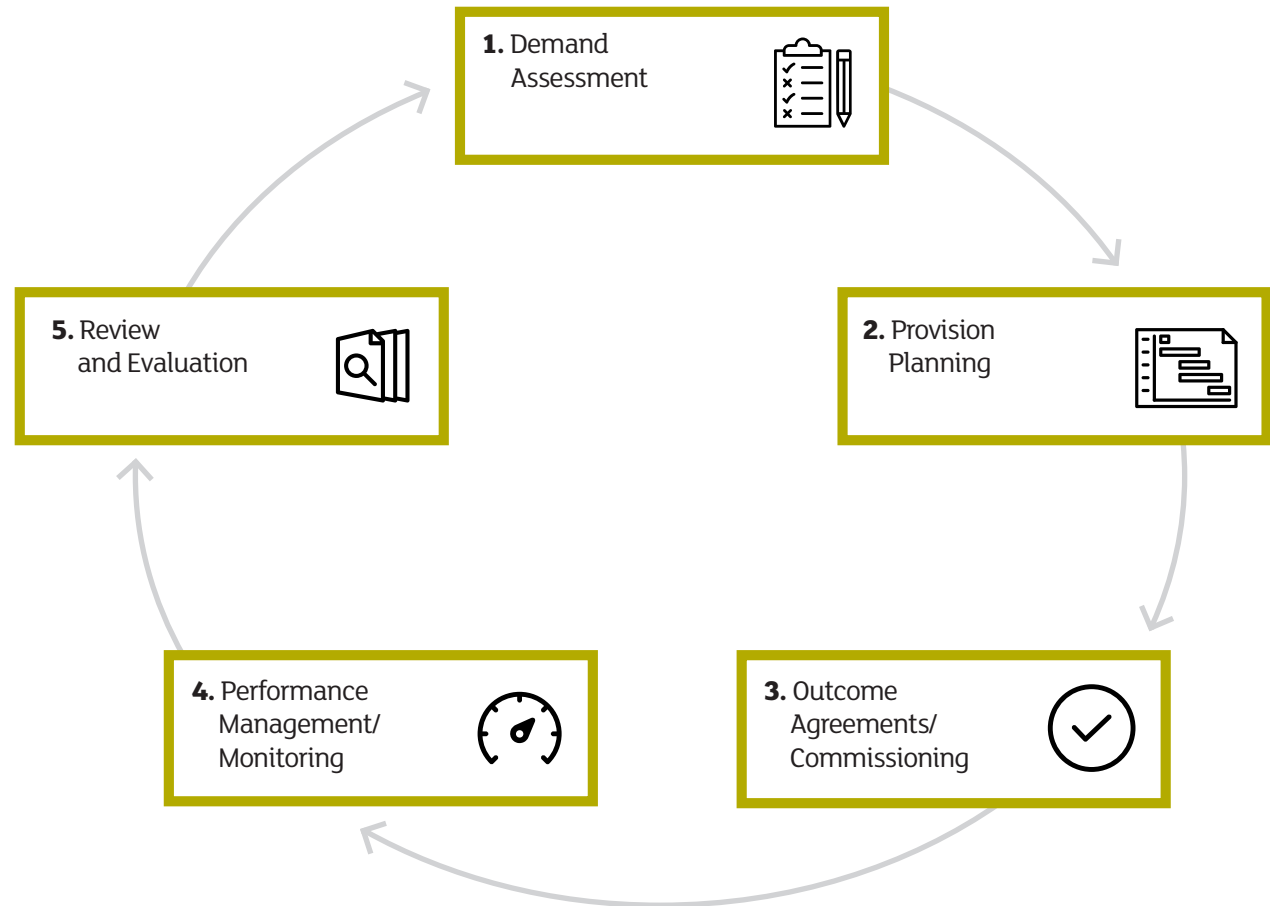 1. Demand
Assessment
2. Provision
Planning
3. Outcome
Agreements/
Commissioning
4. Performance
Management/
Monitoring
5. Review
and Evaluation